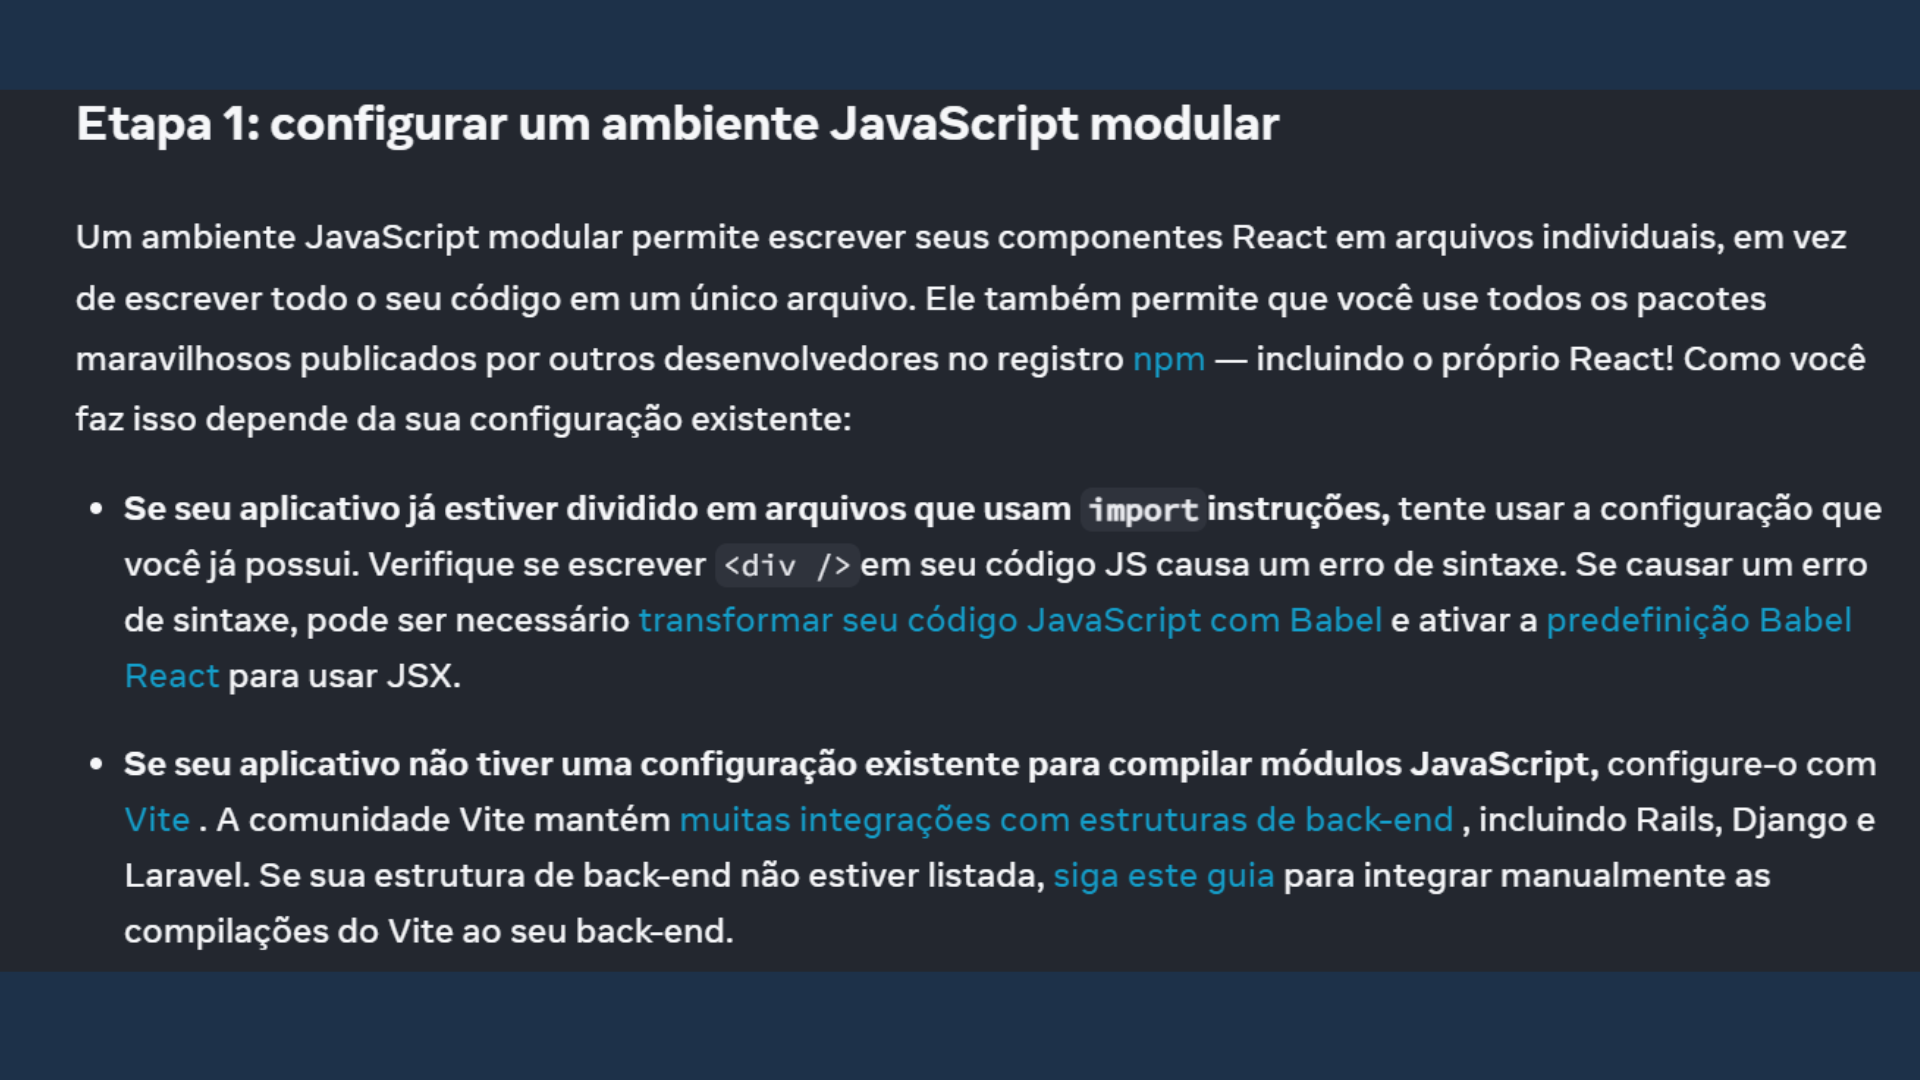 Etapa 1: configurar um ambiente JavaScript modular
Um ambiente JavaScript modular permite escrever seus componentes React em arquivos individuais, em vez
de escrever todo o seu código em um único arquivo. Ele também permite que você use todos os pacotes
maravilhosos publicados por outros desenvolvedores no registro npm — incluindo o próprio React! Como você
faz isso depende da sua configuração existente:
• Se seu aplicativo já estiver dividido em arquivos que usam import instruções, tente usar a configuração que
você já possui. Verifique se escrever <div /> em seu código JS causa um erro de sintaxe. Se causar um erro
de sintaxe, pode ser necessário transformar seu código JavaScript com Babel e ativar a predefinição Babel
React para usar JSX.
• Se seu aplicativo não tiver uma configuração existente para compilar módulos JavaScript, configure-o com
Vite . A comunidade Vite mantém muitas integrações com estruturas de back-end , incluindo Rails, Django e
Laravel. Se sua estrutura de back-end não estiver listada, siga este guia para integrar manualmente as
compilações do Vite ao seu back-end.